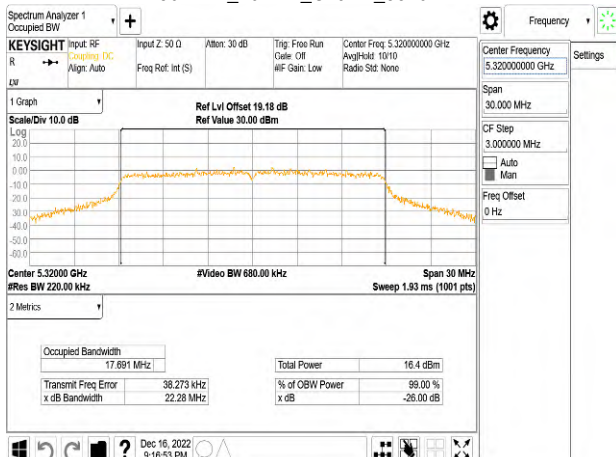 Spectrum Analyzer 1
Occupied BW
Frequency
KEYSIGHT
Input: RF
Coupling: DC
Align: Auto
Input Z: 50 Ω
Freq Ref: Int (S)
Atten: 30 dB
Trig: Free Run
Gate: Off
#IF Gain: Low
Center Freq: 5.320000000 GHz
Avg|Hold: 10/10
Radio Std: None
R
Center Frequency
5.320000000 GHz
Settings
Span
30.000 MHz
CF Step
3.000000 MHz
Auto
Man
Freq Offset
0 Hz
1 Graph
Scale/Div 10.0 dB
Ref Lvl Offset 19.18 dB
Ref Value 30.00 dBm
Log
20.0
10.0
0.00
-10.0
-20.0
-30.0
-40.0
-50.0
-60.0
Center 5.32000 GHz
#Video BW 680.00 kHz
Span 30 MHz
#Res BW 220.00 kHz
Sweep 1.93 ms (1001 pts)
2 Metrics
Occupied Bandwidth
17.691 MHz
Total Power
16.4 dBm
Transmit Freq Error
38.273 kHz
% of OBW Power
99.00 %
x dB Bandwidth
22.28 MHz
x dB
-26.00 dB
?
Dec 16, 2022
9:16:53 PM